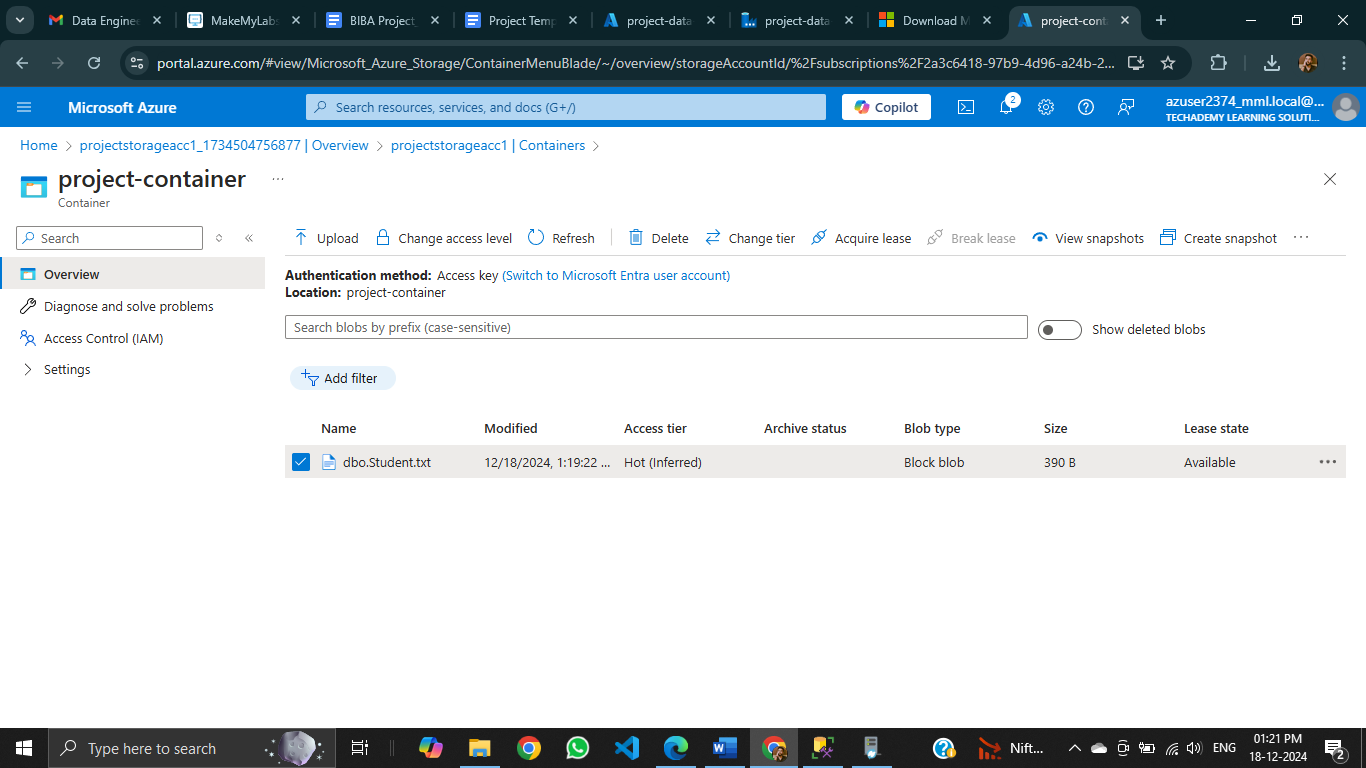 Data Enginee
MakeMyLabs
BIBA Project_
Project Temp
project-data
project-data
Download M
project-cont
portal.azure.com/#view/Microsoft_Azure_Storage/ContainerMenuBlade/~/overview/storageAccountId/%2Fsubscriptions%2F2a3c6418-97b9-4d96-a24b-2...
Microsoft Azure
Search resources, services, and docs (G+/)
Copilot
2
azuser2374_mml.local@...
TECHADEMY LEARNING SOLUTI...
Home > projectstorageacc1_1734504756877 | Overview > projectstorageacc1 | Containers >
project-container ...
Container
Search
Upload
Change access level
Refresh
Delete
Change tier
Acquire lease
Break lease
View snapshots
Create snapshot
...
Overview
Diagnose and solve problems
Access Control (IAM)
Settings
Authentication method: Access key (Switch to Microsoft Entra user account)
Location: project-container
Search blobs by prefix (case-sensitive)
Show deleted blobs
Add filter
Name Modified Access tier Archive status Blob type Size Lease state
dbo.Student.txt 12/18/2024, 1:19:22 ... Hot (Inferred) Block blob 390 B Available ...
Type here to search
Nift...
ENG
01:21 PM
18-12-2024
2